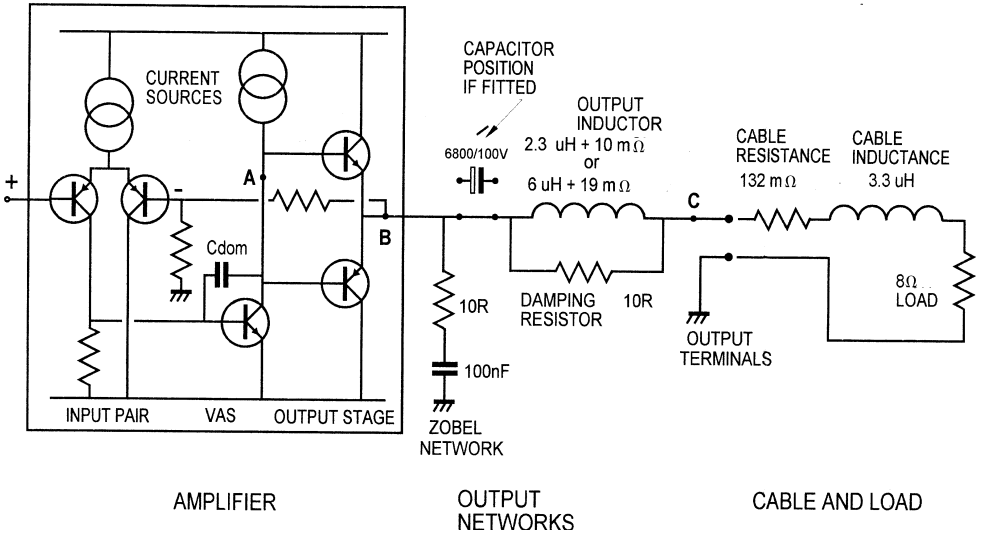 CURRENT
SOURCES
+
-
A
B
Cdom
INPUT PAIR
VAS
OUTPUT STAGE
CAPACITOR
POSITION
IF FITTED
6800/100V
OUTPUT
INDUCTOR
2.3 uH + 10 mΩ
or
6 uH + 19 mΩ
10R
100nF
ZOBEL
NETWORK
DAMPING
RESISTOR
10R
C
OUTPUT
TERMINALS
CABLE
RESISTANCE
132 mΩ
CABLE
INDUCTANCE
3.3 uH
8Ω
LOAD
AMPLIFIER
OUTPUT
NETWORKS
CABLE AND LOAD